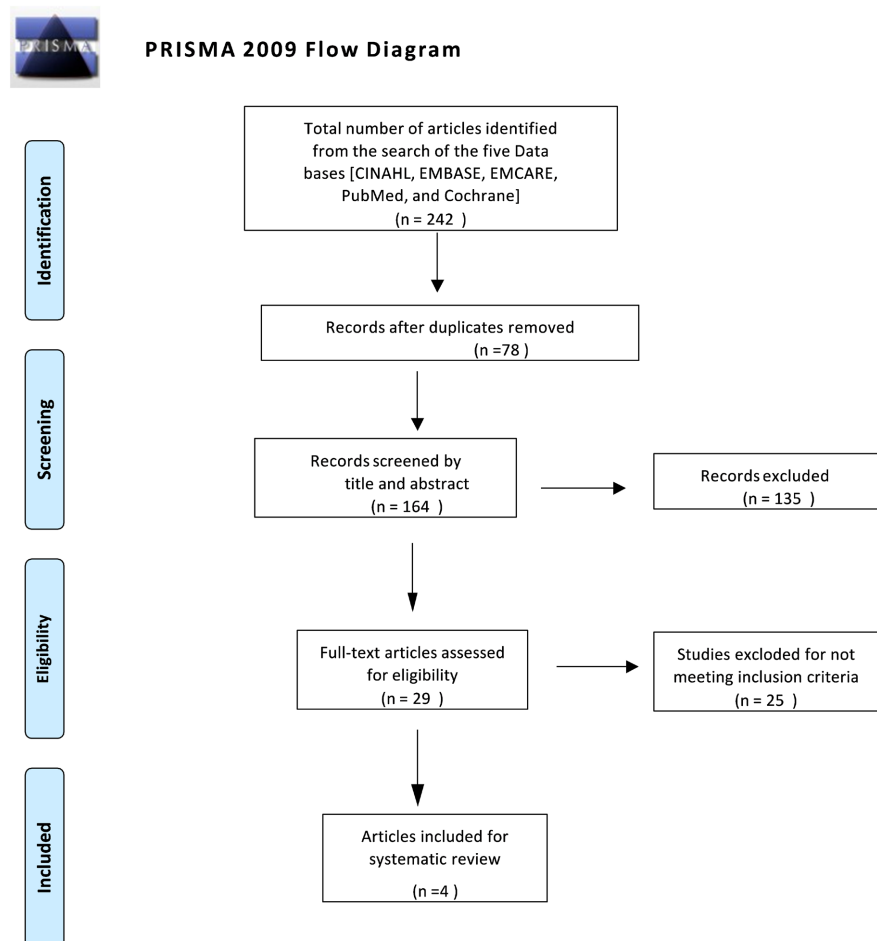 PRISMA
PRISMA 2009 Flow Diagram
Identification
Total number of articles identified
from the search of the five Data
bases [CINAHL, EMBASE, EMCARE,
PubMed, and Cochrane]
(n = 242 )
Records after duplicates removed
(n =78 )
Screening
Records screened by
title and abstract
(n = 164 )
Records excluded
(n = 135 )
Eligibility
Full-text articles assessed
for eligibility
(n = 29 )
Studies excloded for not
meeting inclusion criteria
(n = 25 )
Included
Articles included for
systematic review
(n =4 )